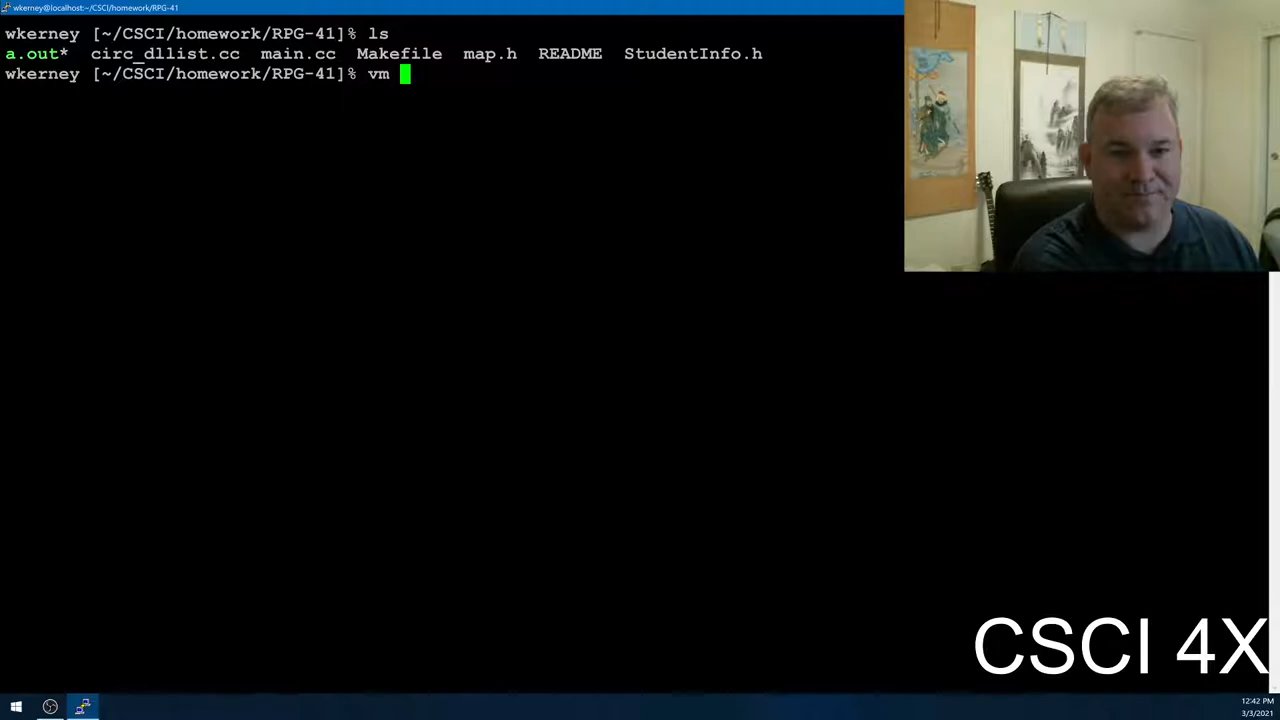 wkerney@localhost:~/CSCI/homework/RPG-41
wkerney [~/CSCI/homework/RPG-41]% ls
a.out* circ_dllist.cc main.cc Makefile map.h README StudentInfo.h
wkerney [~/CSCI/homework/RPG-41]% vm
CSCI 4X
12:42 PM
3/3/2021